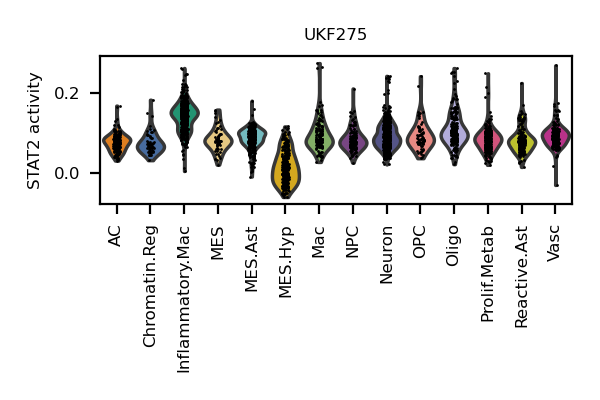 UKF275
STAT2 activity
0.2
0.0
AC
Chromatin.Reg
Inflammatory.Mac
MES
MES.Ast
MES.Hyp
Mac
NPC
Neuron
OPC
Oligo
Prolif.Metab
Reactive.Ast
Vasc